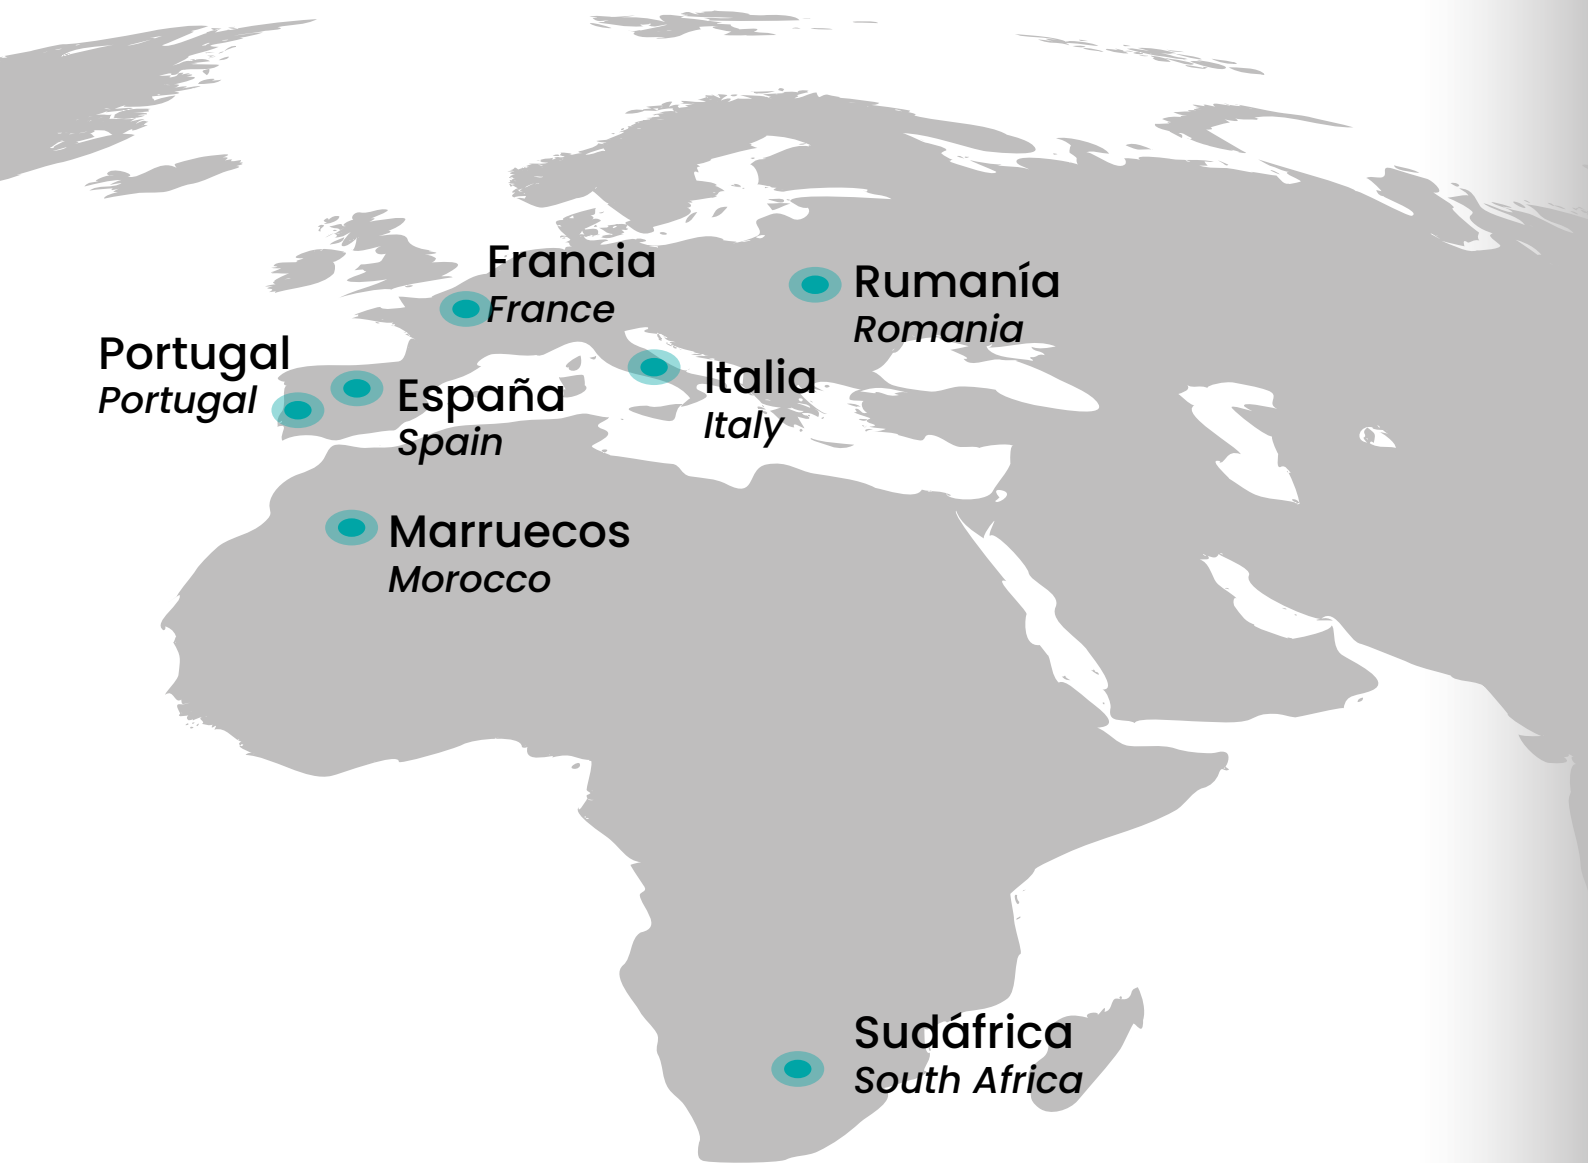 Francia
France
Rumanía
Romania
Portugal
Portugal
España
Spain
Italia
Italy
Marruecos
Morocco
Sudáfrica
South Africa